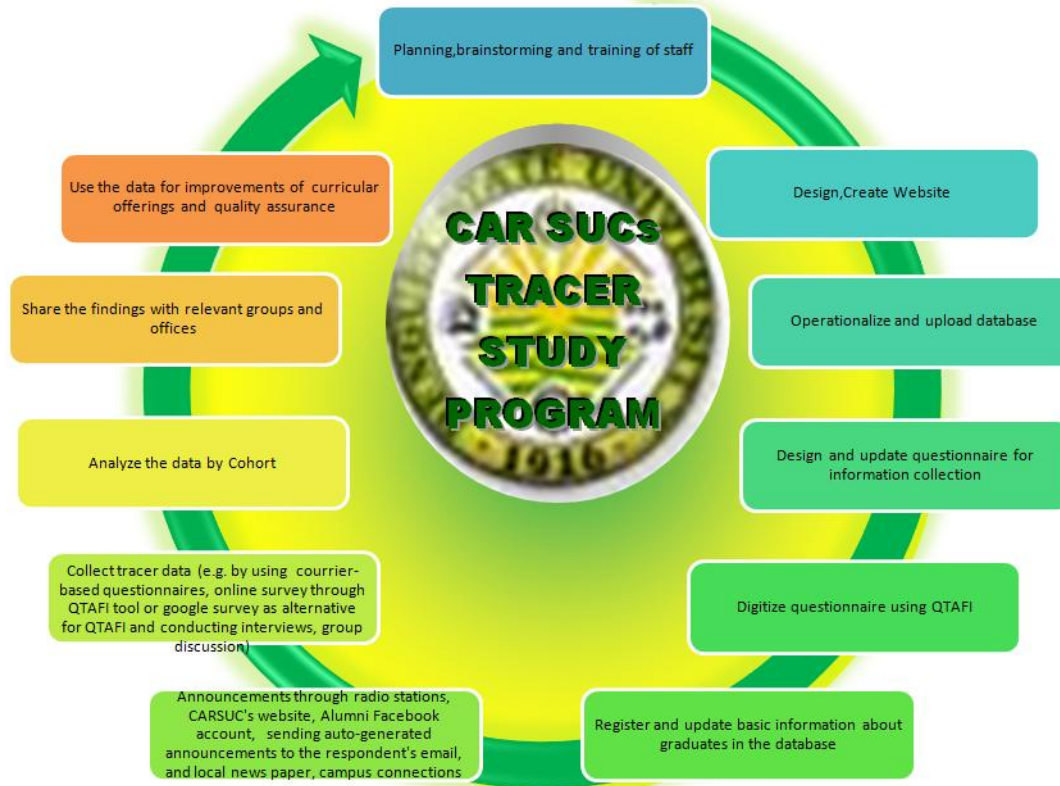 Planning,brainstorming and training of staff
Design,Create Website
Operationalize and upload database
Design and update questionnaire for
information collection
Digitize questionnaire using QTAFI
Register and update basic information about
graduates in the database
Announcements through radio stations,
CARSUC's website, Alumni Facebook
account, sending auto-generated
announcements to the respondent's email,
and local news paper, campus connections
Collect tracer data (e.g. by using courrier-
based questionnaires, online survey through
QTAFI tool or google survey as alternative
for QTAFI and conducting interviews, group
discussion)
Analyze the data by Cohort
Share the findings with relevant groups and
offices
Use the data for improvements of curricular
offerings and quality assurance
CAR SUCs
TRACER
STUDY
PROGRAM
STATE UNIVERSITY
1916